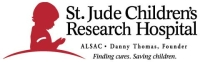 St. Jude Children's
Research Hospital
ALSAC • Danny Thomas, Founder
Finding cures. Saving children.